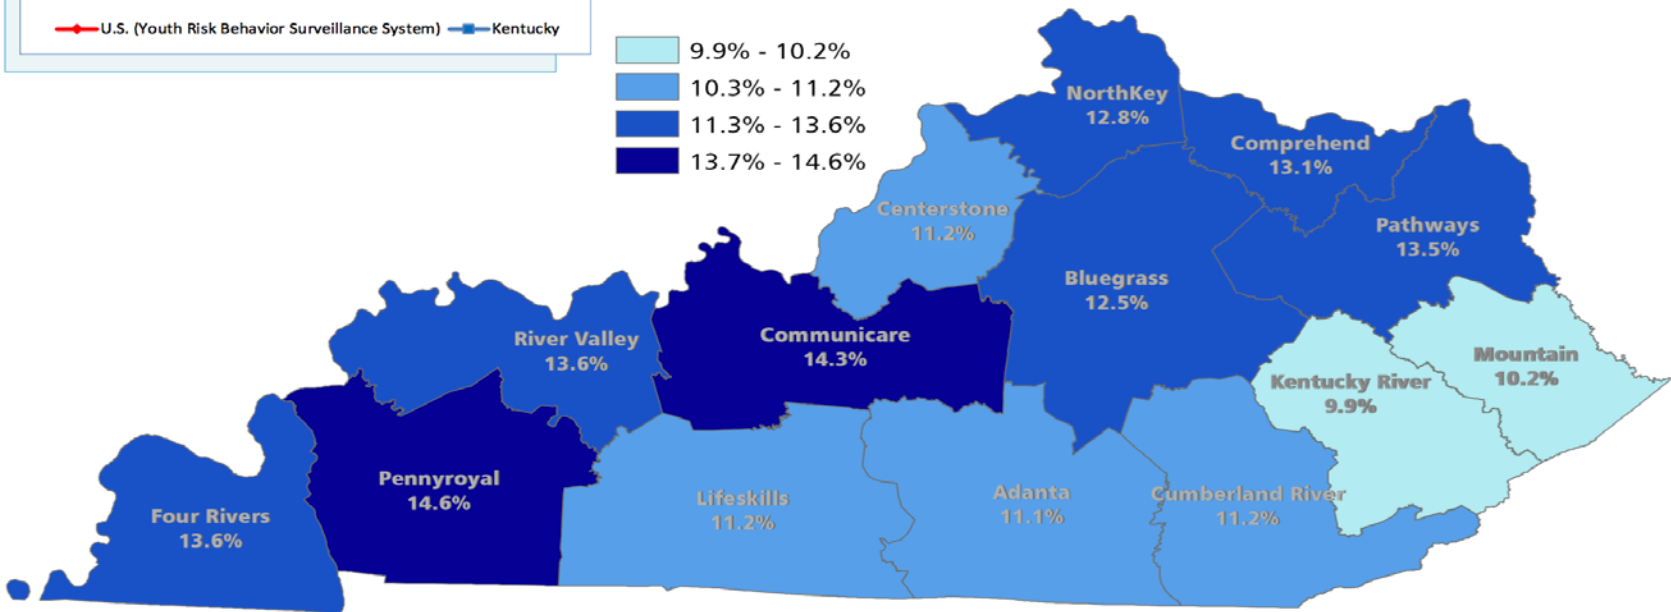 U.S. (Youth Risk Behavior Surveillance System) Kentucky
9.9% - 10.2%
10.3% - 11.2%
11.3% - 13.6%
13.7% - 14.6%
NorthKey
12.8%
Comprehend
13.1%
Centerstone
11.2%
Pathways
13.5%
Bluegrass
12.5%
River Valley
13.6%
Communicare
14.3%
Mountain
10.2%
Kentucky River
9.9%
Pennyroyal
14.6%
Lifeskills
11.2%
Adanta
11.1%
Cumberland River
11.2%
Four Rivers
13.6%